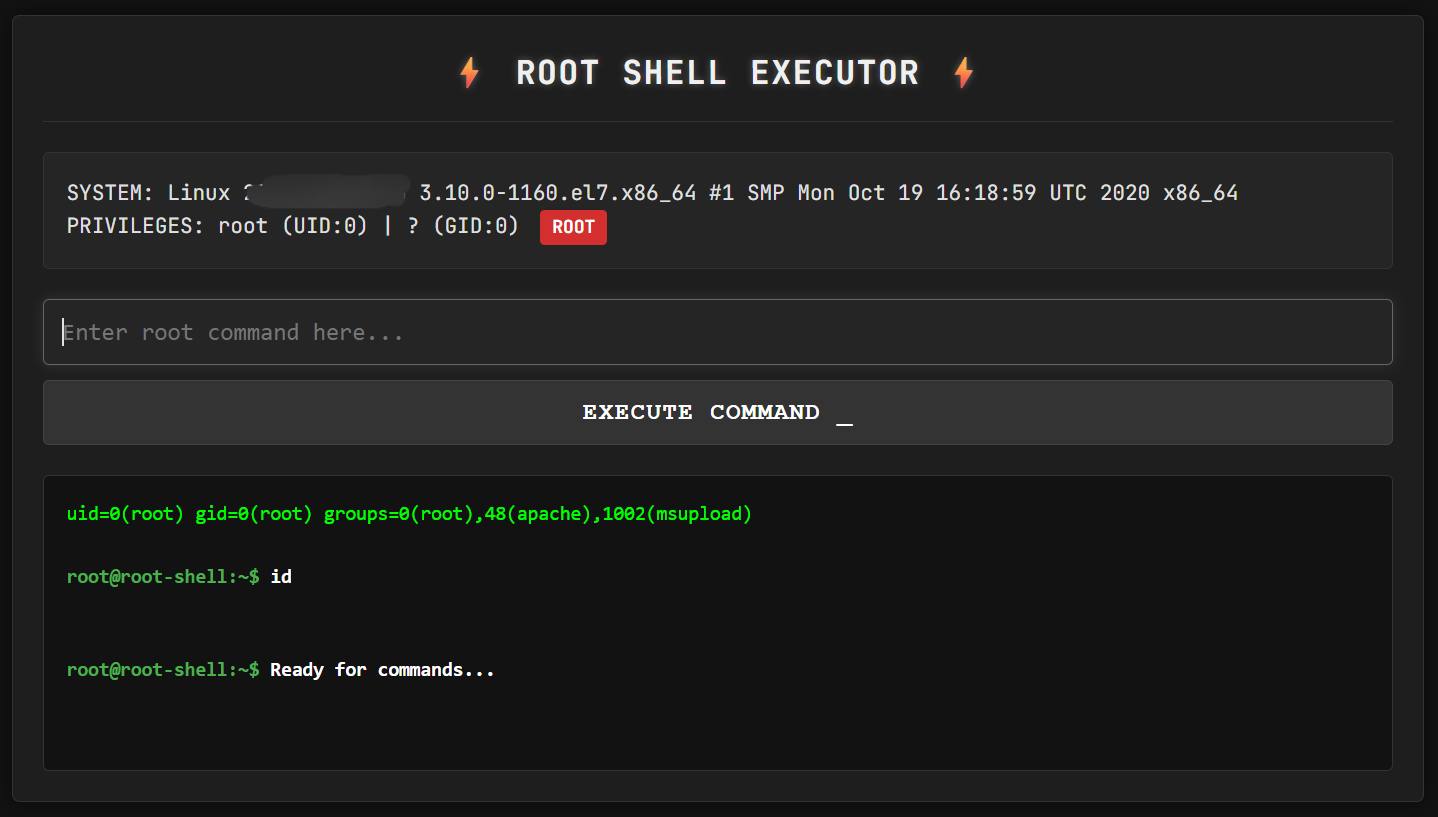 ⚡ ROOT SHELL EXECUTOR ⚡
SYSTEM: Linux 3.10.0-1160.el7.x86_64 #1 SMP Mon Oct 19 16:18:59 UTC 2020 x86_64
PRIVILEGES: root (UID:0) | ? (GID:0) ROOT
Enter root command here...
EXECUTE COMMAND _
uid=0(root) gid=0(root) groups=0(root),48(apache),1002(msupload)
root@root-shell:~$ id
root@root-shell:~$ Ready for commands...